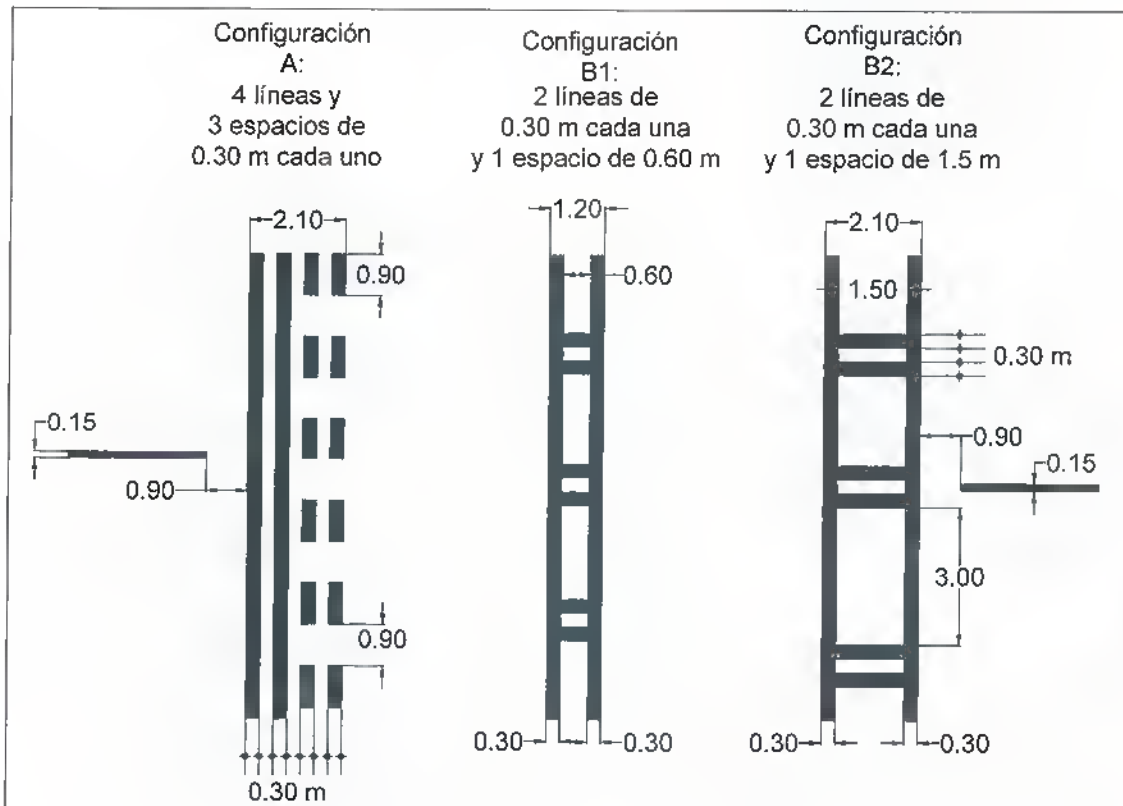 Configuración
A:
4 líneas y
3 espacios de
0.30 m cada uno
2.10
0.90
0.15
0.90
0.90
0.30 m
Configuración
B1:
2 líneas de
0.30 m cada una
y 1 espacio de 0.60 m
1.20
0.60
0.30
0.30
Configuración
B2:
2 líneas de
0.30 m cada una
y 1 espacio de 1.5 m
2.10
1.50
0.30 m
0.90
0.15
3.00
0.30
0.30